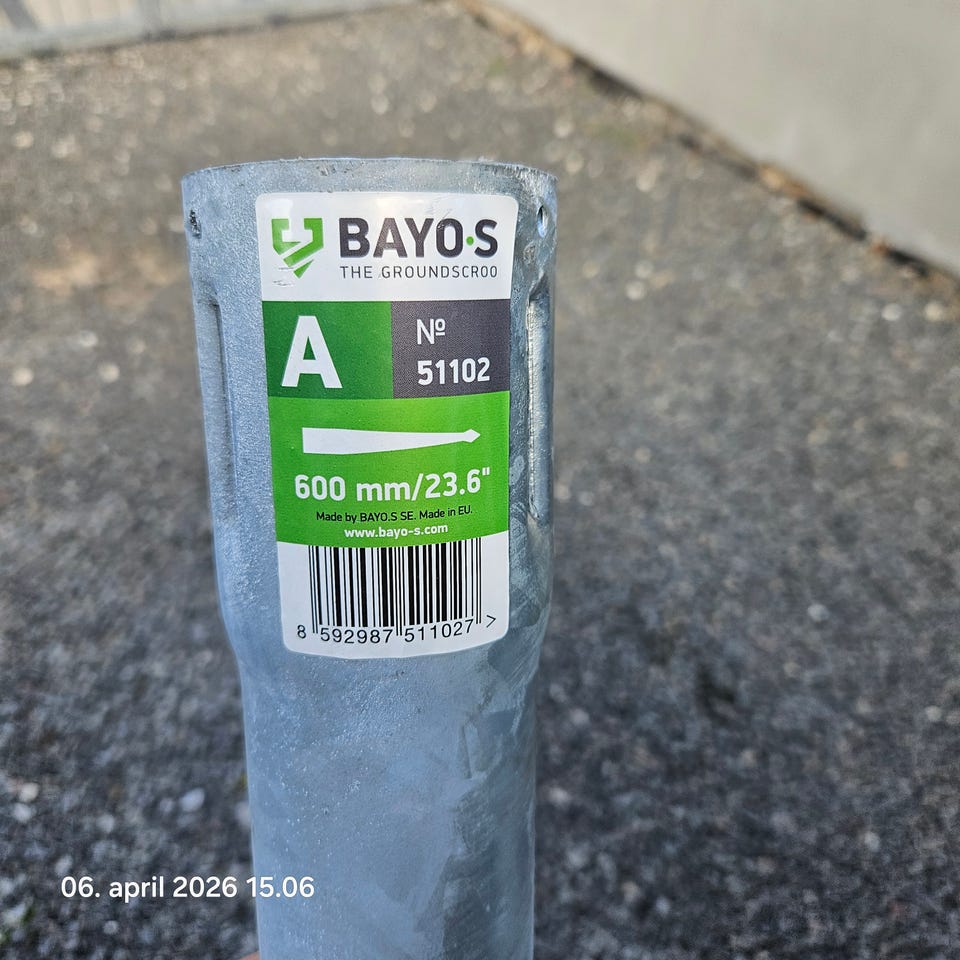 BAYO·S
THE GROUNDSCROO
A
Nº
51102
600 mm/23.6"
Made by BAYO.S SE. Made in EU.
www.bayo-s.com
8 592987 511027 >
06. april 2026 15.06